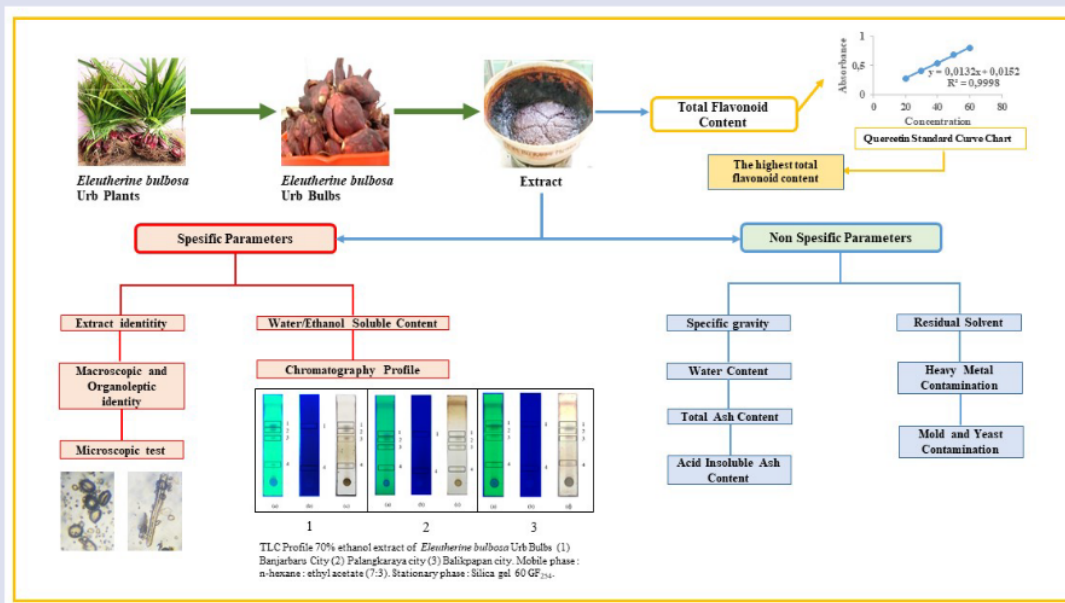 Eleutherine bulbosa
Urb Plants
Eleutherine bulbosa
Urb Bulbs
Extract
Total Flavonoid
Content
Absorbance
1
0,5
0
0
20
40
60
80
y = 0,0132x + 0,0152
R² = 0,9998
Concentration
Quercetin Standard Curve Chart
The highest total
flavonoid content
Spesific Parameters
Non Spesific Parameters
Extract identitity
Macroscopic and
Organoleptic
identity
Microscopic test
Water/Ethanol Soluble Content
Chromatography Profile
1
2
3
TLC Profile 70% ethanol extract of Eleutherine bulbosa Urb Bulbs (1)
Banjarbaru City (2) Palangkaraya city (3) Balikpapan city. Mobile phase :
n-hexane : ethyl acetate (7:3). Stationary phase : Silica gel 60 GF254.
Specific gravity
Water Content
Total Ash Content
Acid Insoluble Ash
Content
Residual Solvent
Heavy Metal
Contamination
Mold and Yeast
Contamination